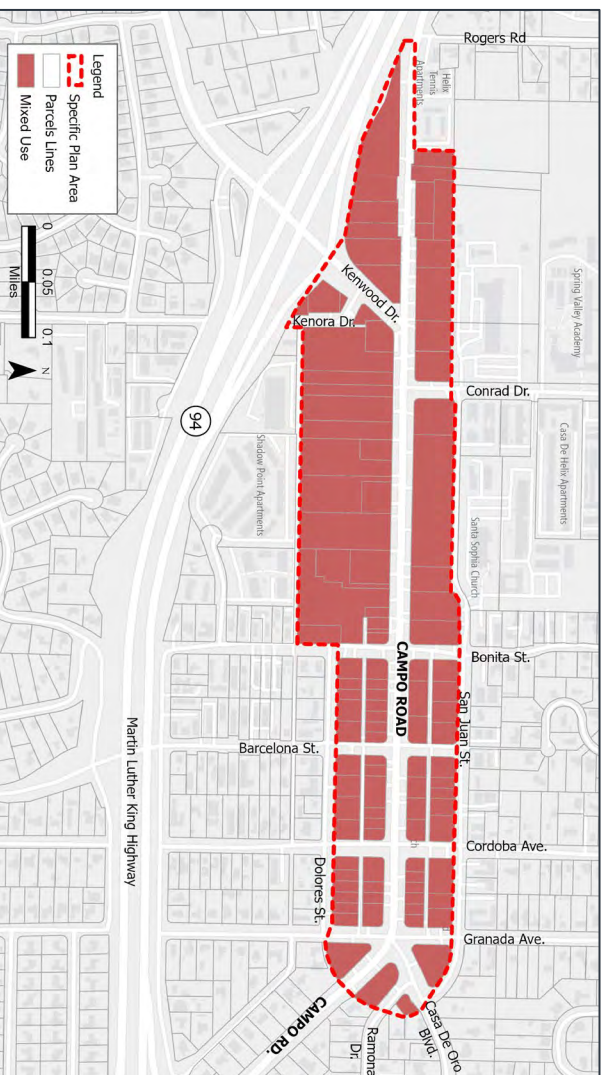 Rogers Rd
Helix
Tennis
Apartments
Legend
Specific Plan Area
Parcels Lines
Mixed Use
0
0.05
0.1
Miles
N
Spring Valley Academy
Kenwood Dr.
Kenora Dr.
Conrad Dr.
94
Casa De Helix Apartments
Shadow Point Apartments
Santa Sophia Church
CAMPO ROAD
Bonita St.
San Juan St.
Barcelona St.
Martin Luther King Highway
Cordoba Ave.
Dolores St.
Granada Ave.
CAMPO RD.
Casa De Oro
Blvd.
Ramona
Dr.